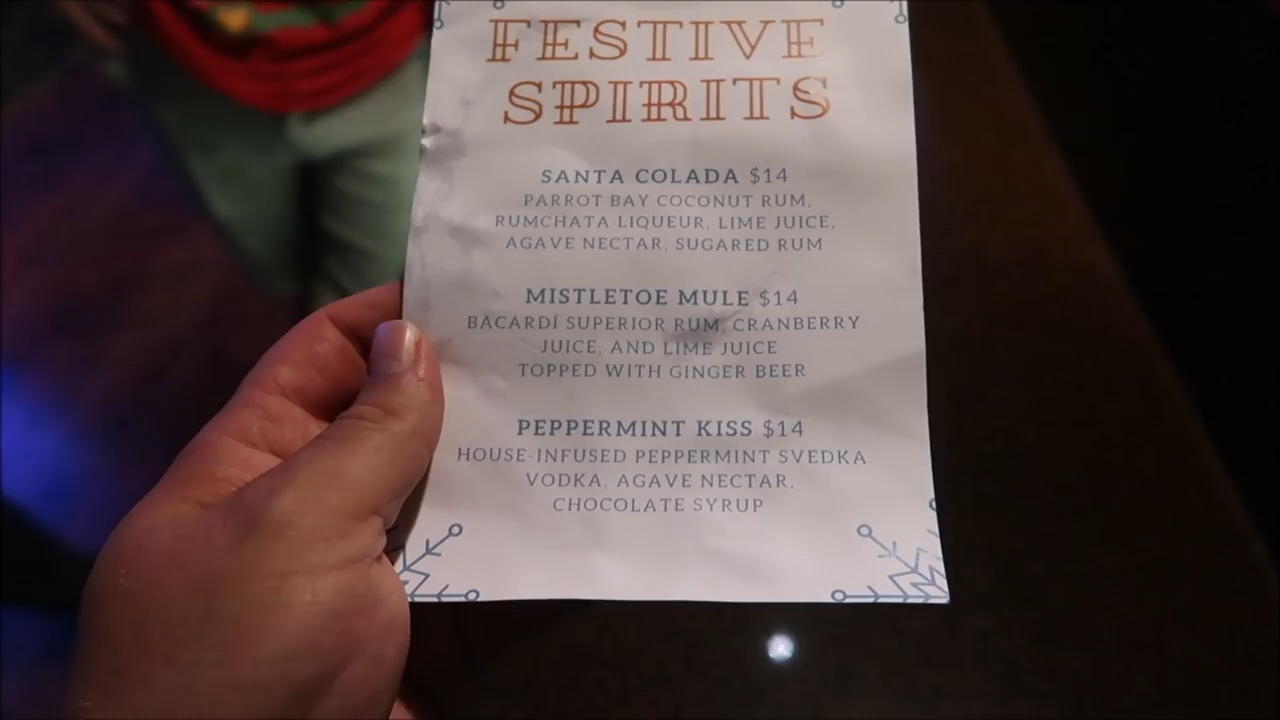 FESTIVE
SPIRITS
SANTA COLADA $14
PARROT BAY COCONUT RUM,
RUMCHATA LIQUEUR, LIME JUICE,
AGAVE NECTAR, SUGARED RUM
MISTLETOE MULE $14
BACARDÍ SUPERIOR RUM, CRANBERRY
JUICE, AND LIME JUICE
TOPPED WITH GINGER BEER
PEPPERMINT KISS $14
HOUSE-INFUSED PEPPERMINT SVEDKA
VODKA, AGAVE NECTAR,
CHOCOLATE SYRUP